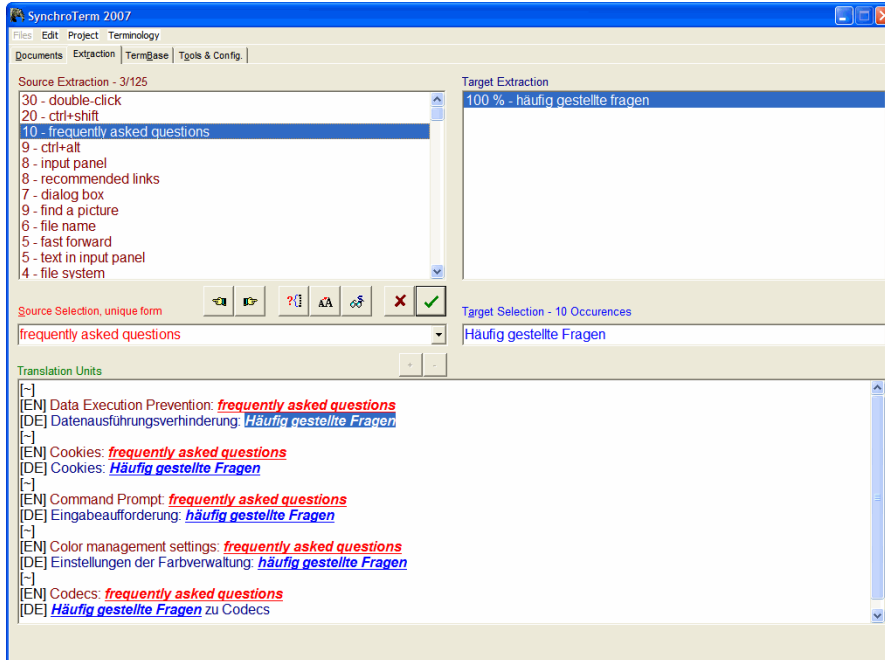 SynchroTerm 2007
Files Edit Project Terminology
Documents Extraction TermBase Tools & Config.
Source Extraction - 3/125
Target Extraction
30 - double-click
20 - ctrl+shift
10 - frequently asked questions
9 - ctrl+alt
8 - input panel
8 - recommended links
7 - dialog box
9 - find a picture
6 - file name
5 - fast forward
5 - text in input panel
4 - file system
100 % - häufig gestellte fragen
Source Selection, unique form
Target Selection - 10 Occurences
frequently asked questions
Häufig gestellte Fragen
Translation Units
[~]
[EN] Data Execution Prevention: frequently asked questions
[DE] Datenausführungsverhinderung: Häufig gestellte Fragen
[~]
[EN] Cookies: frequently asked questions
[DE] Cookies: Häufig gestellte Fragen
[~]
[EN] Command Prompt: frequently asked questions
[DE] Eingabeaufforderung: häufig gestellte Fragen
[~]
[EN] Color management settings: frequently asked questions
[DE] Einstellungen der Farbverwaltung: häufig gestellte Fragen
[~]
[EN] Codecs: frequently asked questions
[DE] Häufig gestellte Fragen zu Codecs